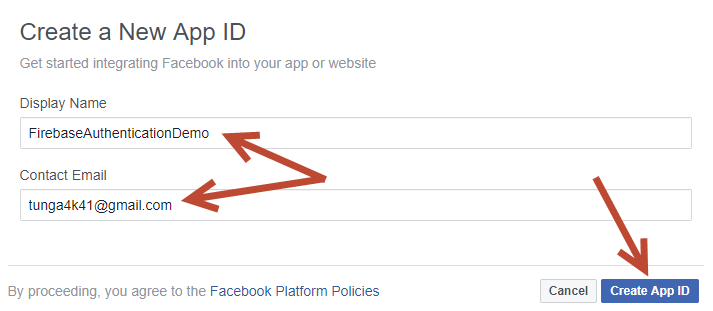 Create a New App ID
Get started integrating Facebook into your app or website
Display Name
FirebaseAuthenticationDemo
Contact Email
tunga4k41@gmail.com
By proceeding, you agree to the Facebook Platform Policies
Cancel
Create App ID